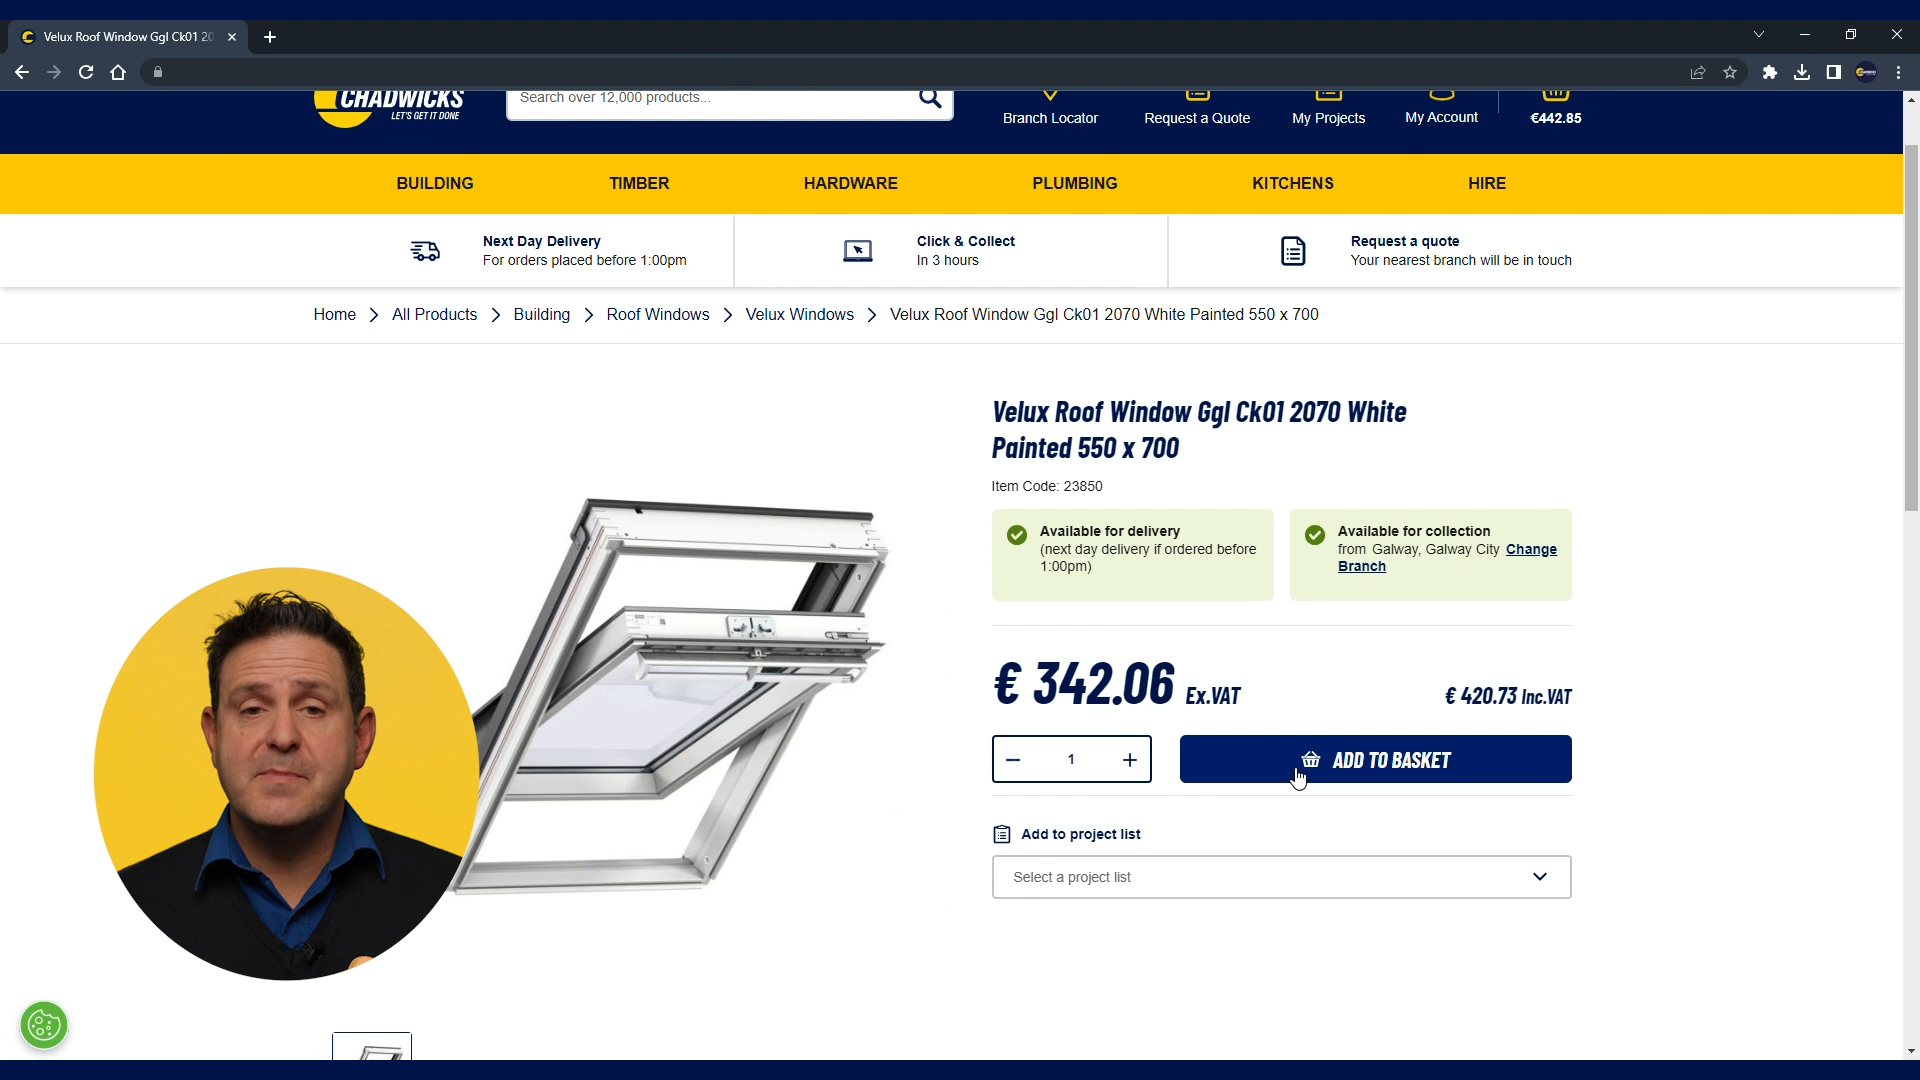 Velux Roof Window Ggl Ck01 20
CHADWICKS
LET'S GET IT DONE
Search over 12,000 products...
Branch Locator
Request a Quote
My Projects
My Account
€442.85
BUILDING
TIMBER
HARDWARE
PLUMBING
KITCHENS
HIRE
Next Day Delivery
For orders placed before 1:00pm
Click & Collect
In 3 hours
Request a quote
Your nearest branch will be in touch
Home > All Products > Building > Roof Windows > Velux Windows > Velux Roof Window Ggl Ck01 2070 White Painted 550 x 700
Velux Roof Window Ggl Ck01 2070 White
Painted 550 x 700
Item Code: 23850
Available for delivery
(next day delivery if ordered before
1:00pm)
Available for collection
from Galway, Galway City Change
Branch
€ 342.06 Ex.VAT
€ 420.73 Inc.VAT
1
ADD TO BASKET
Add to project list
Select a project list